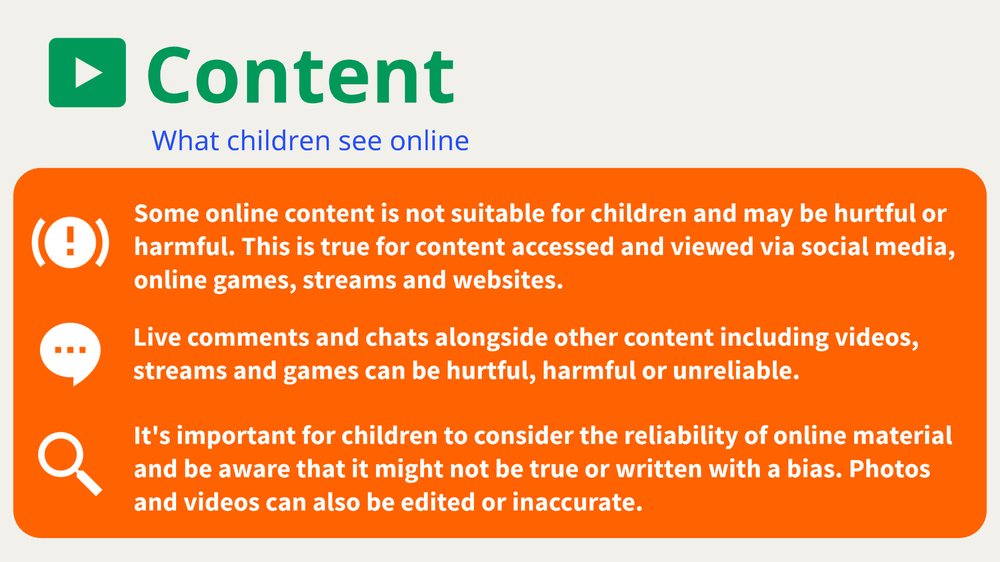 Content
What children see online
Some online content is not suitable for children and may be hurtful or
harmful. This is true for content accessed and viewed via social media,
online games, streams and websites.
Live comments and chats alongside other content including videos,
streams and games can be hurtful, harmful or unreliable.
It's important for children to consider the reliability of online material
and be aware that it might not be true or written with a bias. Photos
and videos can also be edited or inaccurate.